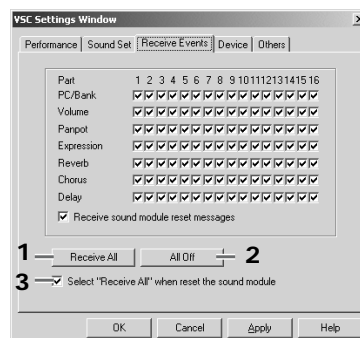 VSC Settings Window
Performance Sound Set Receive Events Device Others
Part 1 2 3 4 5 6 7 8 9 10 11 12 13 14 15 16
PC/Bank
Volume
Panpot
Expression
Reverb
Chorus
Delay
Receive sound module reset messages
1 Receive All All Off 2
3 Select "Receive All" when reset the sound module
OK Cancel Apply Help